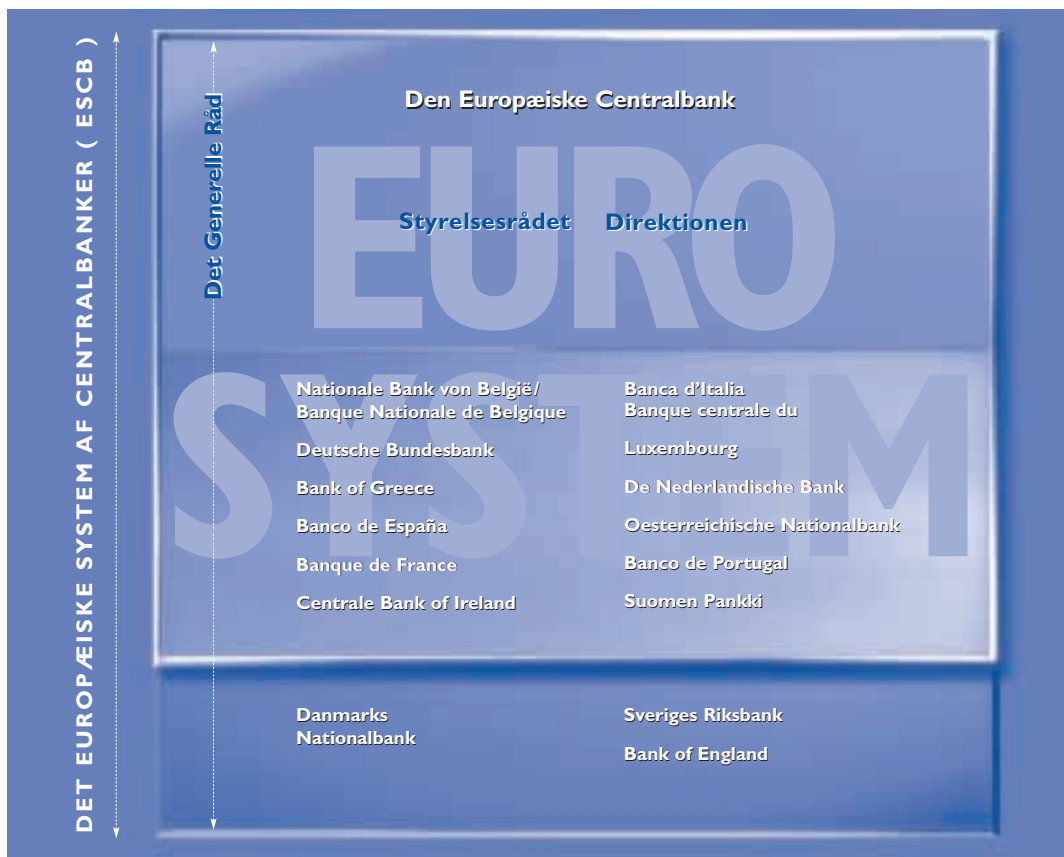 DET EUROPÆISKE SYSTEM AF CENTRALBANKER ( ESCB )
Det Generelle Råd
Den Europæiske Centralbank
EURO
Styrelsesrådet
Direktionen
SYSTEM
Nationale Bank von België/
Banque Nationale de Belgique
Deutsche Bundesbank
Bank of Greece
Banco de España
Banque de France
Centrale Bank of Ireland
Banca d'Italia
Banque centrale du
Luxembourg
De Nederlandische Bank
Oesterreichische Nationalbank
Banco de Portugal
Suomen Pankki
Danmarks
Nationalbank
Sveriges Riksbank
Bank of England